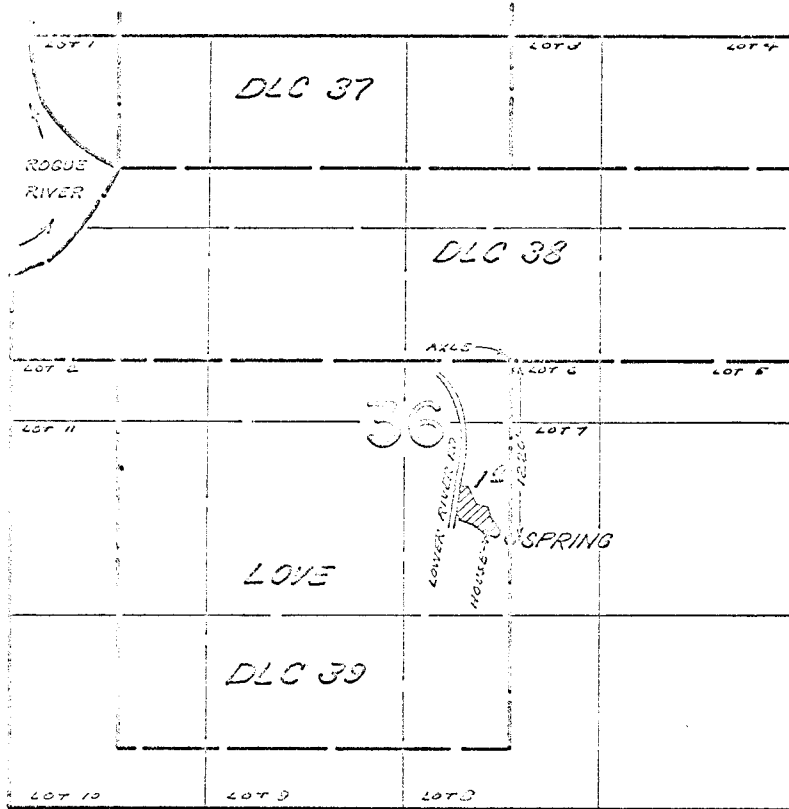 LOT 1
LOT 3
LOT 4
DLC 37
ROGUE
RIVER
DLC 38
AXLE
LOT 2
LOT 6
LOT 5
36
LOT 11
LOT 7
1220'
LOWER RIVER RD
HOUSE
SPRING
LOVE
DLC 39
LOT 10
LOT 9
LOT 8